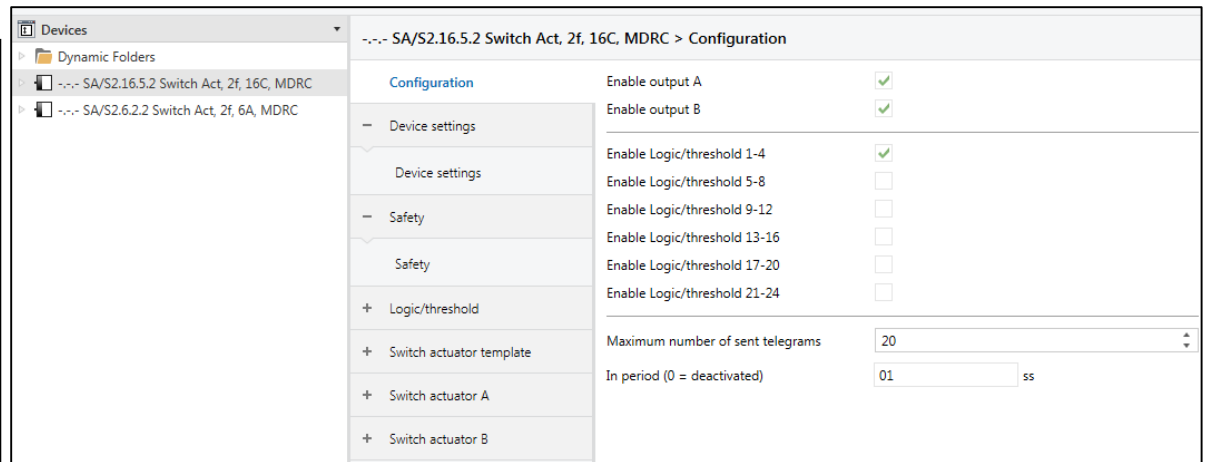 Devices
Dynamic Folders
-.-.- SA/S2.16.5.2 Switch Act, 2f, 16C, MDRC
-.-.- SA/S2.6.2.2 Switch Act, 2f, 6A, MDRC
-.-.- SA/S2.16.5.2 Switch Act, 2f, 16C, MDRC > Configuration
Configuration
Device settings
Device settings
Safety
Safety
Logic/threshold
Switch actuator template
Switch actuator A
Switch actuator B
Enable output A
Enable output B
Enable Logic/threshold 1-4
Enable Logic/threshold 5-8
Enable Logic/threshold 9-12
Enable Logic/threshold 13-16
Enable Logic/threshold 17-20
Enable Logic/threshold 21-24
Maximum number of sent telegrams 20
In period (0 = deactivated) 01 ss